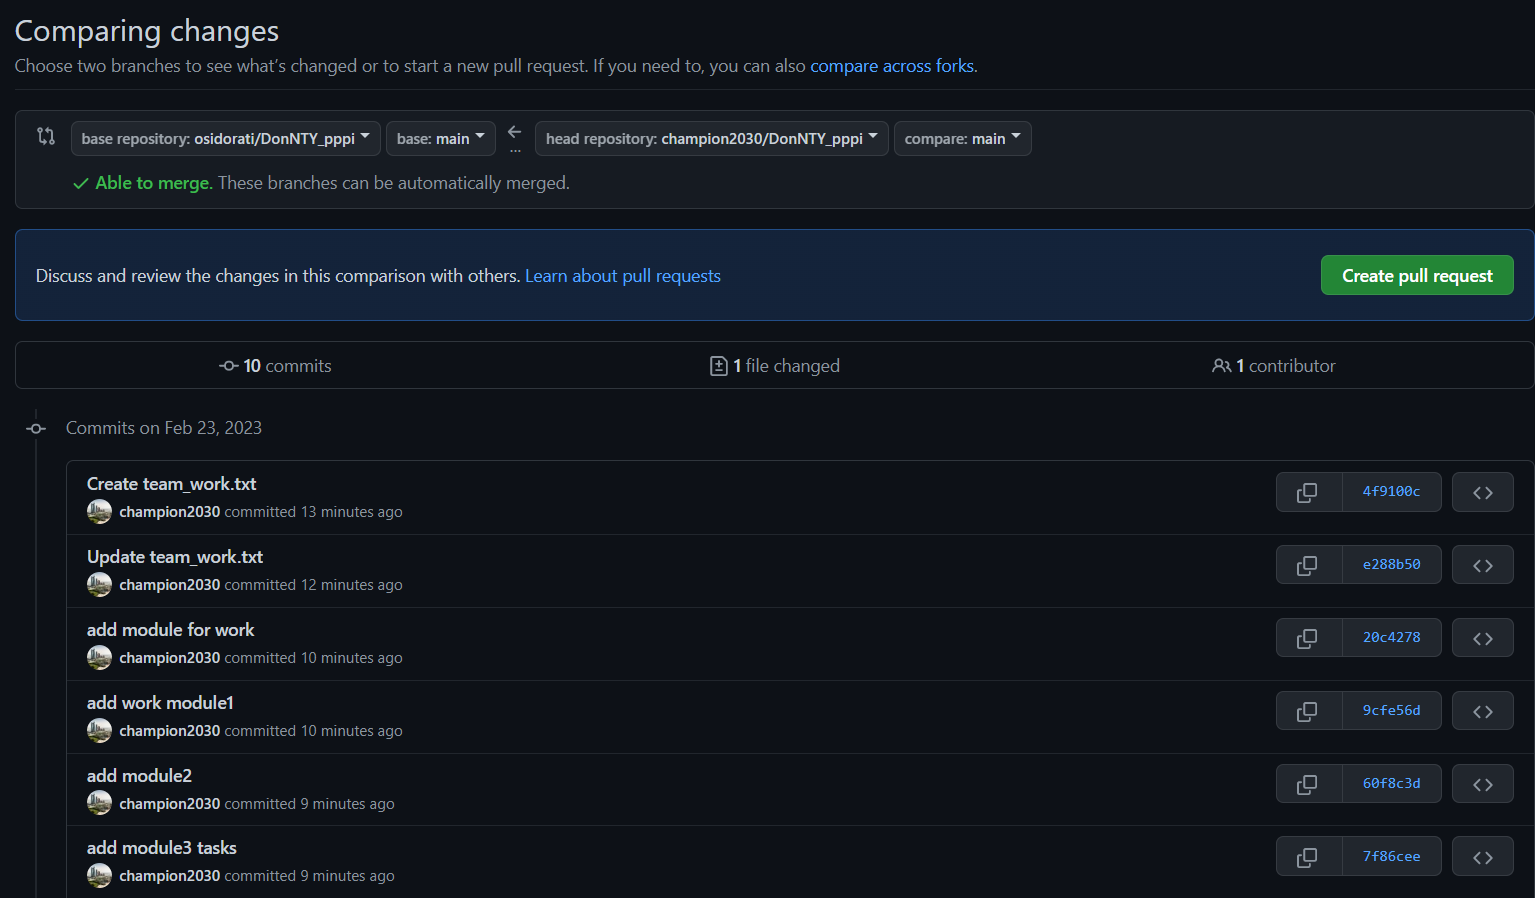 Comparing changes
Choose two branches to see what's changed or to start a new pull request. If you need to, you can also compare across forks.
base repository: osidorati/DonNTY_pppi base: main ... head repository: champion2030/DonNTY_pppi compare: main
Able to merge. These branches can be automatically merged.
Discuss and review the changes in this comparison with others. Learn about pull requests Create pull request
10 commits 1 file changed 1 contributor
Commits on Feb 23, 2023
Create team_work.txt
champion2030 committed 13 minutes ago 4f9100c
Update team_work.txt
champion2030 committed 12 minutes ago e288b50
add module for work
champion2030 committed 10 minutes ago 20c4278
add work module1
champion2030 committed 10 minutes ago 9cfe56d
add module2
champion2030 committed 9 minutes ago 60f8c3d
add module3 tasks
champion2030 committed 9 minutes ago 7f86cee